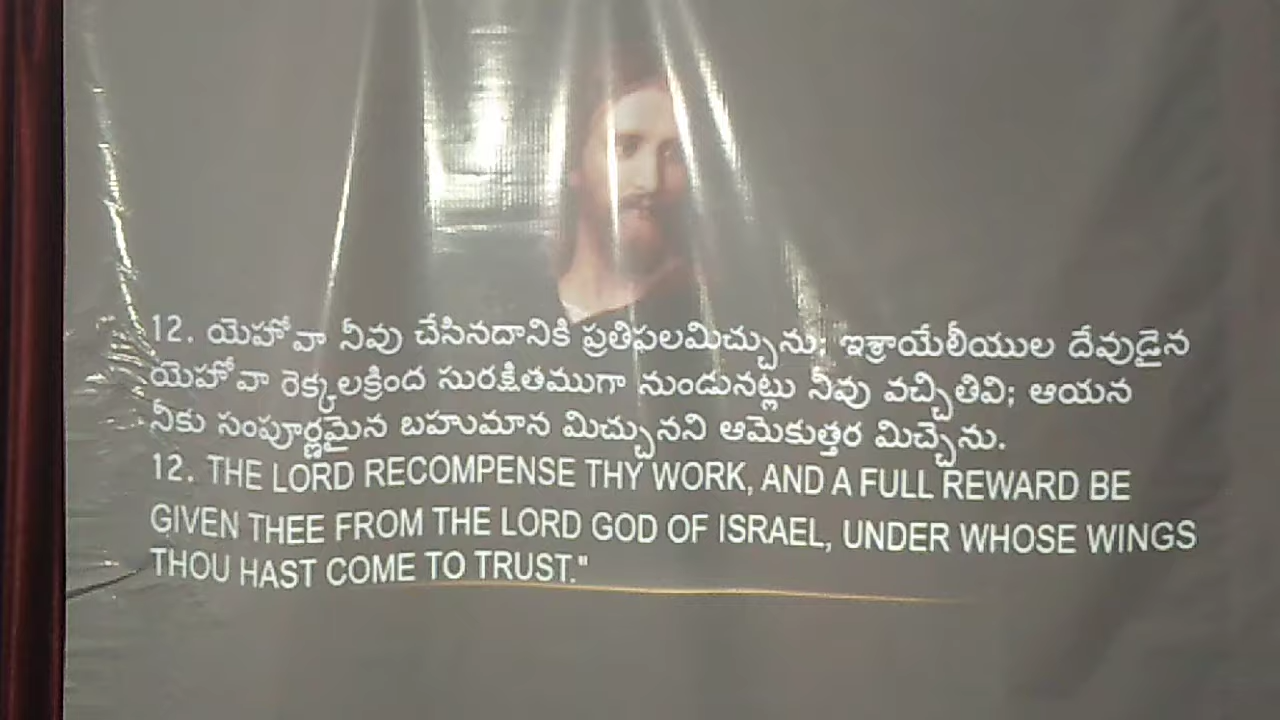 12. యెహోవా నీవు చేసినదానికి ప్రతిఫలమిచ్చును; ఇశ్రాయేలీయుల దేవుడైన
యెహోవా రెక్కలక్రింద సురక్షితముగా నుండునట్లు నీవు వచ్చితివి; ఆయన
నీకు సంపూర్ణమైన బహుమాన మిచ్చునని ఆమెకుత్తర మిచ్చెను.
12. THE LORD RECOMPENSE THY WORK, AND A FULL REWARD BE
GIVEN THEE FROM THE LORD GOD OF ISRAEL, UNDER WHOSE WINGS
THOU HAST COME TO TRUST."